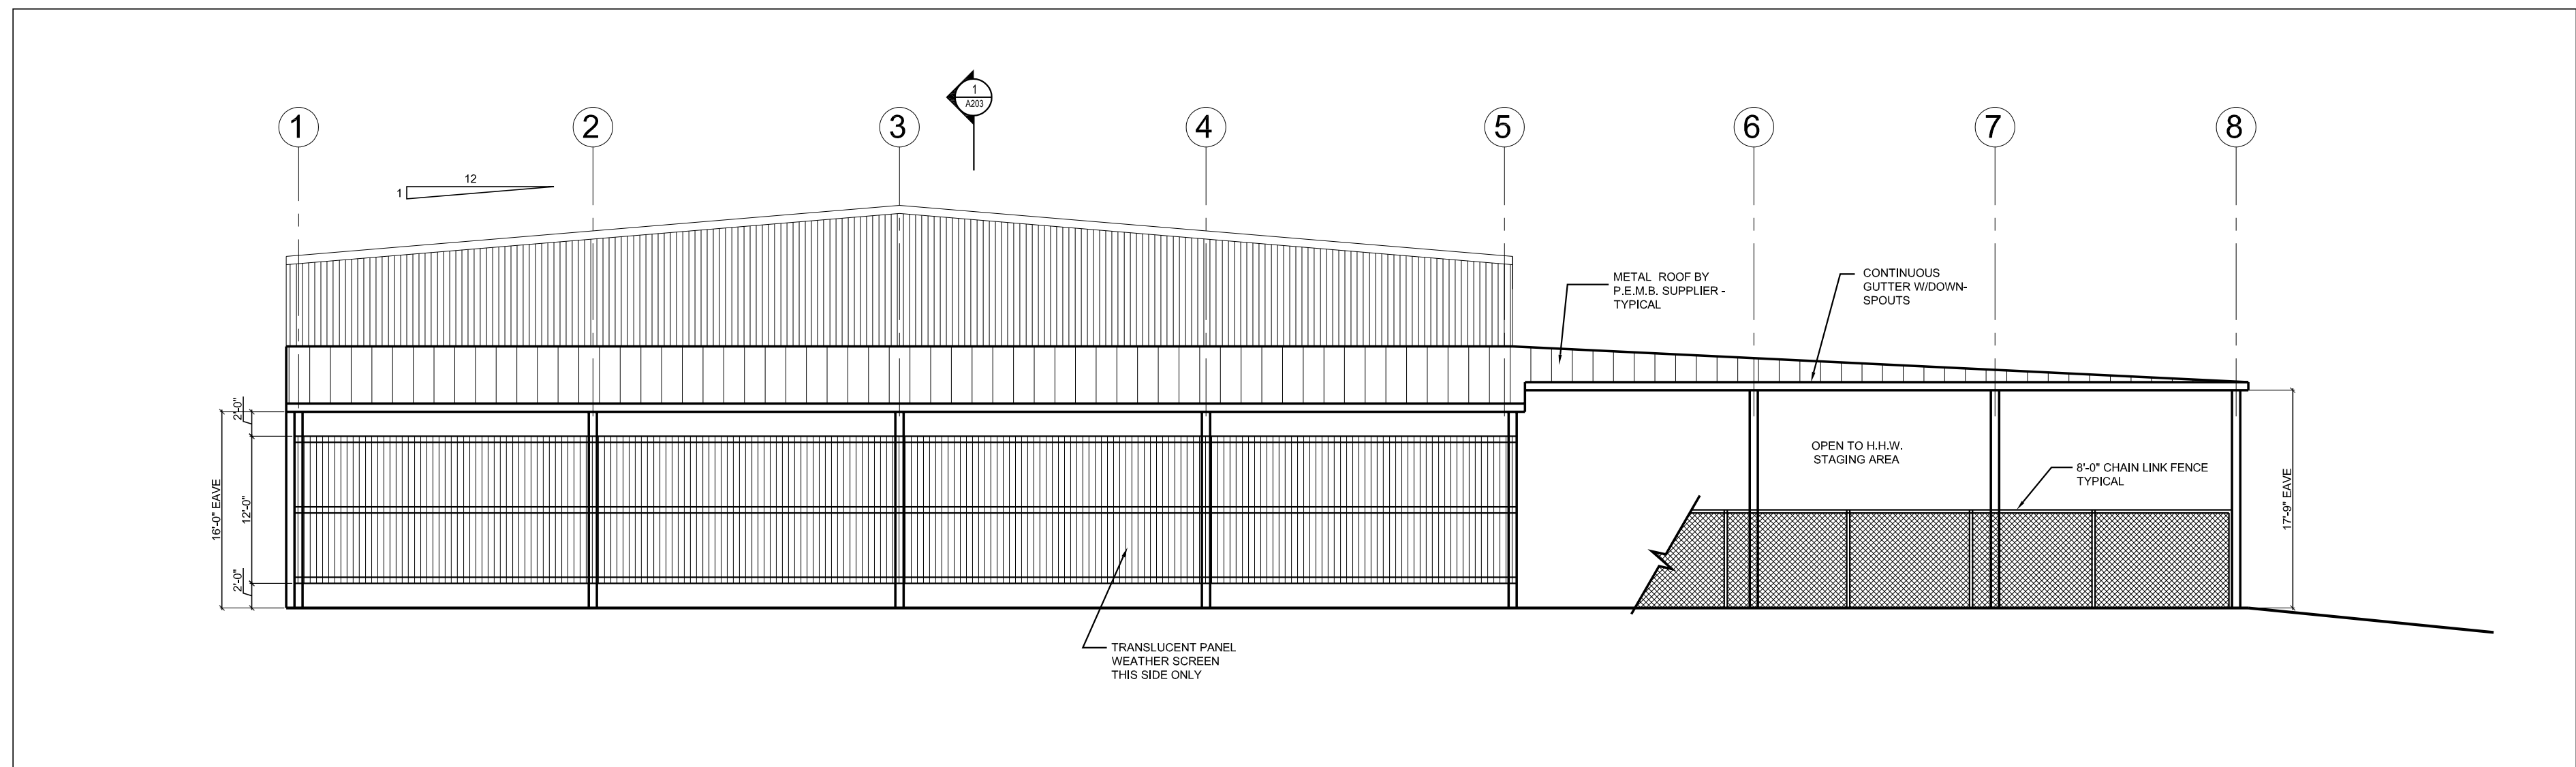 1
A203
1
2
3
4
5
6
7
8
12
1
METAL ROOF BY
P.E.M.B. SUPPLIER -
TYPICAL
CONTINUOUS
GUTTER W/DOWN-
SPOUTS
2'-0"
16'-0" EAVE
12'-0"
2'-0"
OPEN TO H.H.W.
STAGING AREA
8'-0" CHAIN LINK FENCE
TYPICAL
17'-9" EAVE
TRANSLUCENT PANEL
WEATHER SCREEN
THIS SIDE ONLY